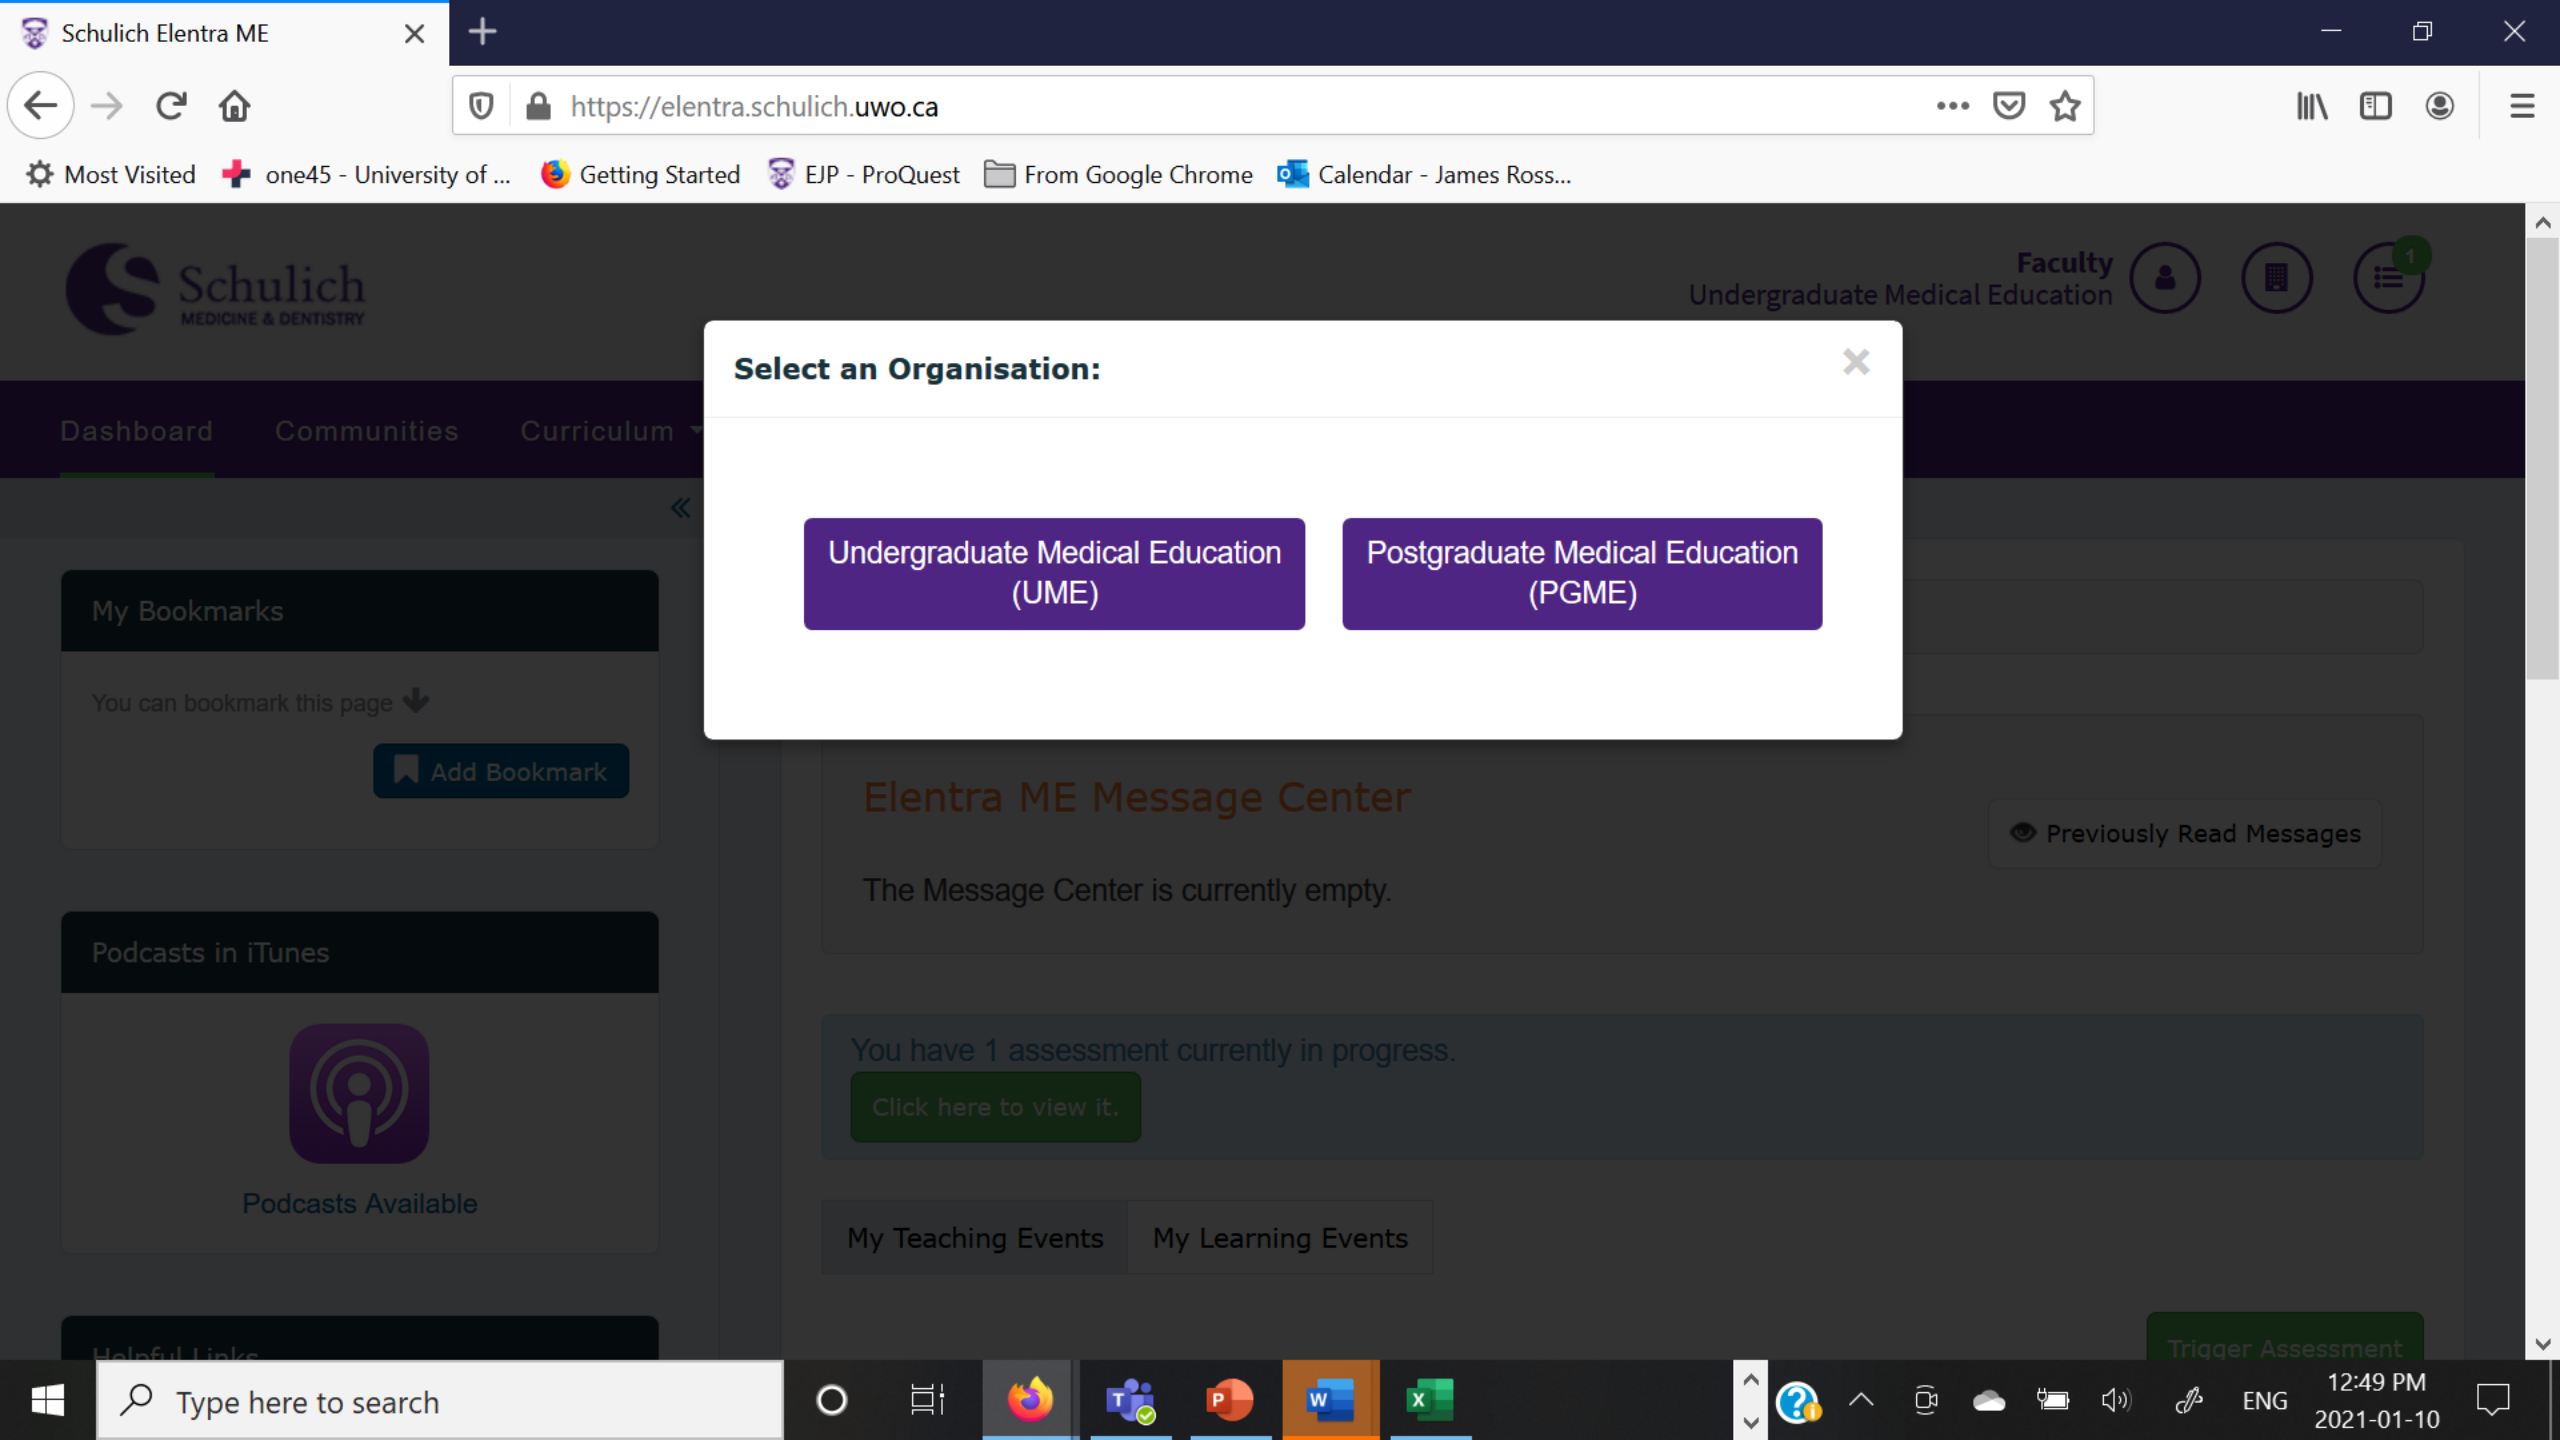 Schulich Elentra ME
https://elentra.schulich.uwo.ca
Most Visited
one45 - University of ...
Getting Started
EJP - ProQuest
From Google Chrome
Calendar - James Ross...
Schulich
MEDICINE & DENTISTRY
Faculty
Undergraduate Medical Education
1
Select an Organisation:
Dashboard
Communities
Curriculum
Undergraduate Medical Education
(UME)
Postgraduate Medical Education
(PGME)
My Bookmarks
You can bookmark this page
Add Bookmark
Elentra ME Message Center
Previously Read Messages
The Message Center is currently empty.
Podcasts in iTunes
Podcasts Available
You have 1 assessment currently in progress.
Click here to view it.
My Teaching Events
My Learning Events
Helpful Links
Trigger Assessment
Type here to search
ENG
12:49 PM
2021-01-10